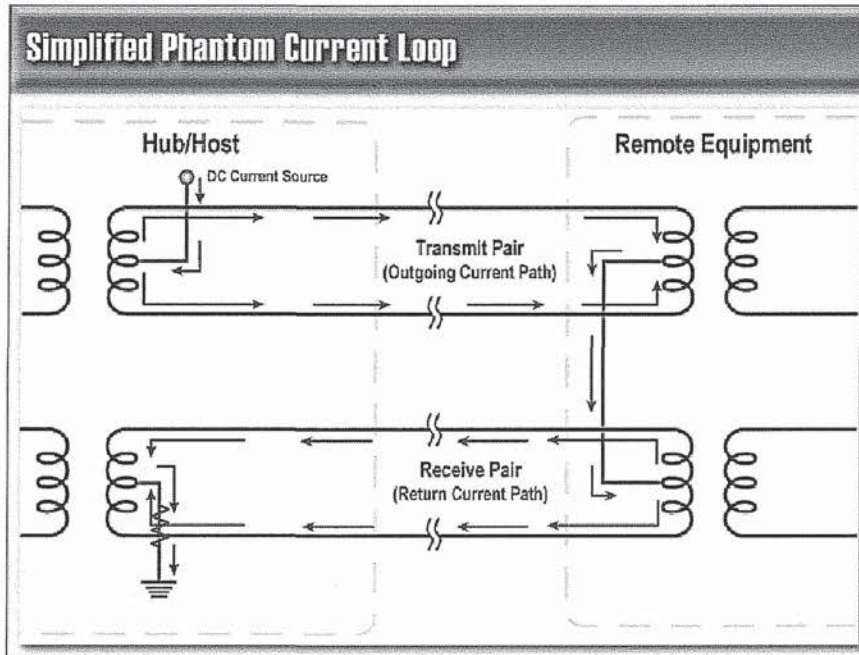 Simplified Phantom Current Loop
Hub/Host
Remote Equipment
DC Current Source
Transmit Pair
(Outgoing Current Path)
Receive Pair
(Return Current Path)